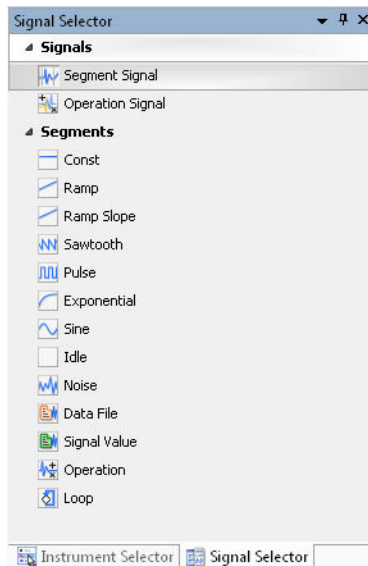 Signal Selector
Signals
Segment Signal
Operation Signal
Segments
Const
Ramp
Ramp Slope
Sawtooth
Pulse
Exponential
Sine
Idle
Noise
Data File
Signal Value
Operation
Loop
Instrument Selector Signal Selector